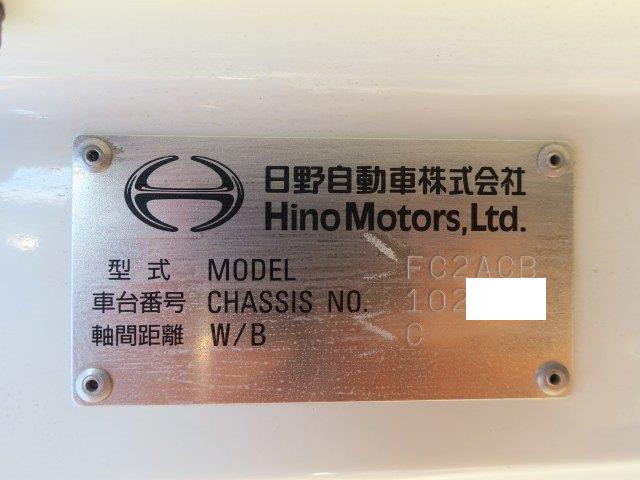 日野自動車株式会社
Hino Motors, Ltd.
型式 MODEL FC2ACB
車台番号 CHASSIS NO. 102
軸間距離 W/B C